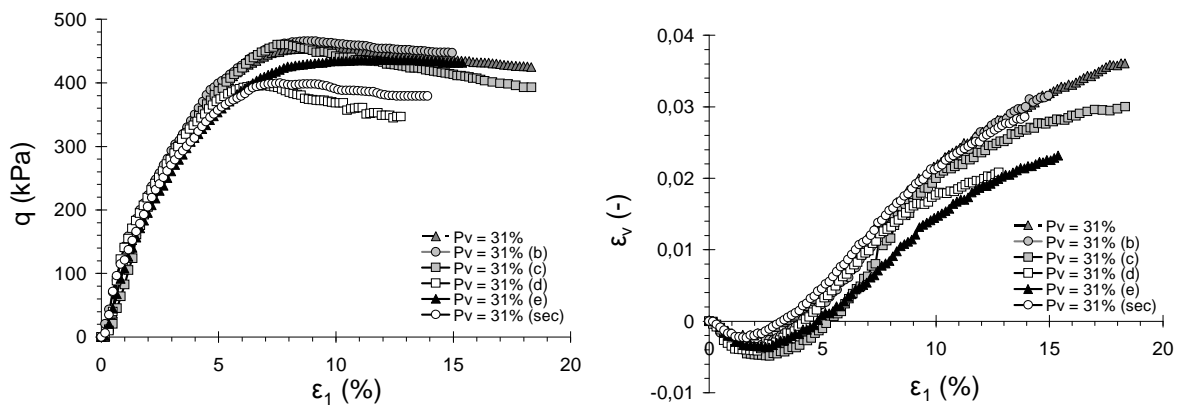 500
400
300
200
100
0
q (kPa)
0
5
10
15
20
ε1 (%)
Pv = 31%
Pv = 31% (b)
Pv = 31% (c)
Pv = 31% (d)
Pv = 31% (e)
Pv = 31% (sec)
0,04
0,03
0,02
0,01
0
-0,01
εv (-)
0
5
10
15
20
ε1 (%)
Pv = 31%
Pv = 31% (b)
Pv = 31% (c)
Pv = 31% (d)
Pv = 31% (e)
Pv = 31% (sec)